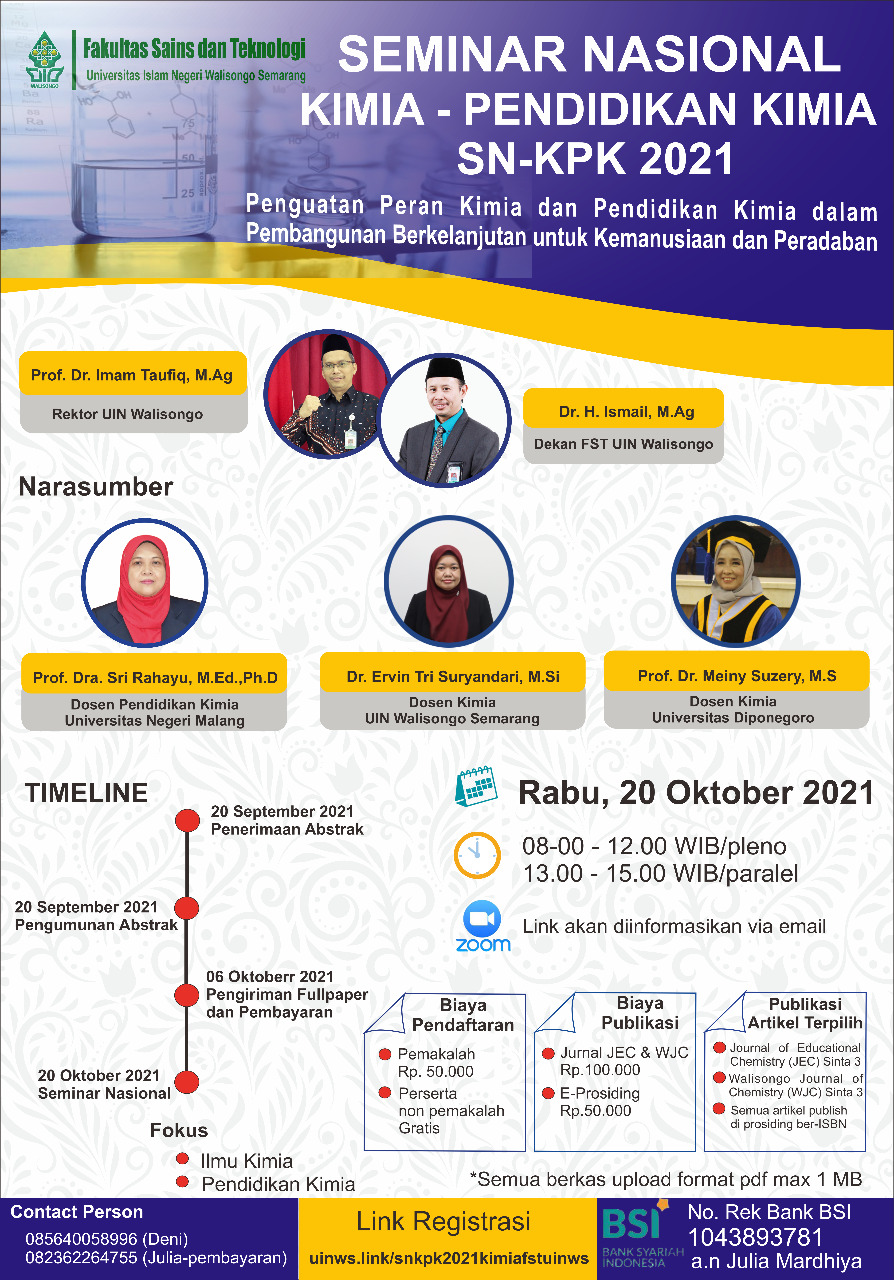 WALISONGO
Fakultas Sains dan Teknologi
Universitas Islam Negeri Walisongo Semarang
SEMINAR NASIONAL
KIMIA - PENDIDIKAN KIMIA
SN-KPK 2021
Penguatan Peran Kimia dan Pendidikan Kimia dalam
Pembangunan Berkelanjutan untuk Kemanusiaan dan Peradaban
75
50
25
Prof. Dr. Imam Taufiq, M.Ag
Rektor UIN Walisongo
Dr. H. Ismail, M.Ag
Dekan FST UIN Walisongo
Narasumber
Prof. Dra. Sri Rahayu, M.Ed.,Ph.D
Dosen Pendidikan Kimia
Universitas Negeri Malang
Dr. Ervin Tri Suryandari, M.Si
Dosen Kimia
UIN Walisongo Semarang
Prof. Dr. Meiny Suzery, M.S
Dosen Kimia
Universitas Diponegoro
TIMELINE
20 September 2021
Penerimaan Abstrak
20 September 2021
Pengumunan Abstrak
06 Oktoberr 2021
Pengiriman Fullpaper
dan Pembayaran
20 Oktober 2021
Seminar Nasional
Fokus
Ilmu Kimia
Pendidikan Kimia
Rabu, 20 Oktober 2021
08-00 - 12.00 WIB/pleno
13.00 - 15.00 WIB/paralel
zoom
Link akan diinformasikan via email
Biaya
Pendaftaran
Pemakalah
Rp. 50.000
Perserta
non pemakalah
Gratis
Biaya
Publikasi
Jurnal JEC & WJC
Rp.100.000
E-Prosiding
Rp.50.000
Publikasi
Artikel Terpilih
Journal of Educational
Chemistry (JEC) Sinta 3
Walisongo Journal of
Chemistry (WJC) Sinta 3
Semua artikel publish
di prosiding ber-ISBN
*Semua berkas upload format pdf max 1 MB
Contact Person
085640058996 (Deni)
082362264755 (Julia-pembayaran)
Link Registrasi
uinws.link/snkpk2021kimiafstuinws
BSI
BANK SYARIAH
INDONESIA
No. Rek Bank BSI
1043893781
a.n Julia Mardhiya